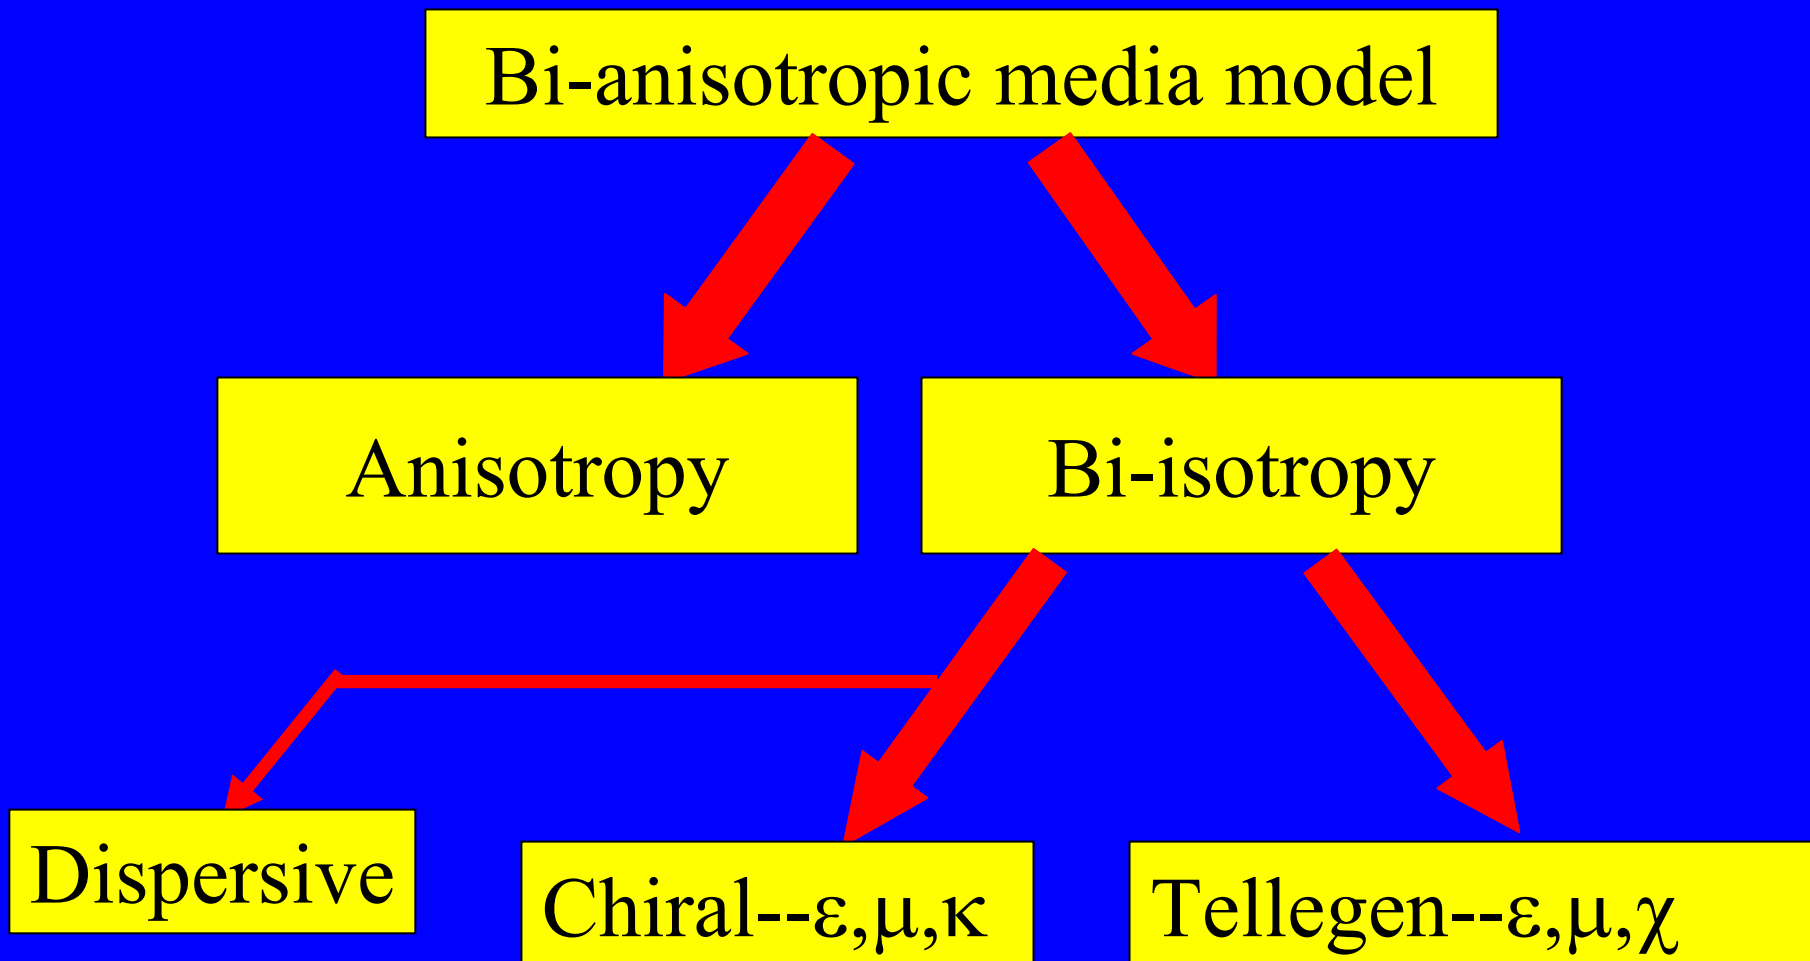 Bi-anisotropic media model
Anisotropy
Bi-isotropy
Dispersive
Chiral--ε,μ,κ
Tellegen--ε,μ,χ